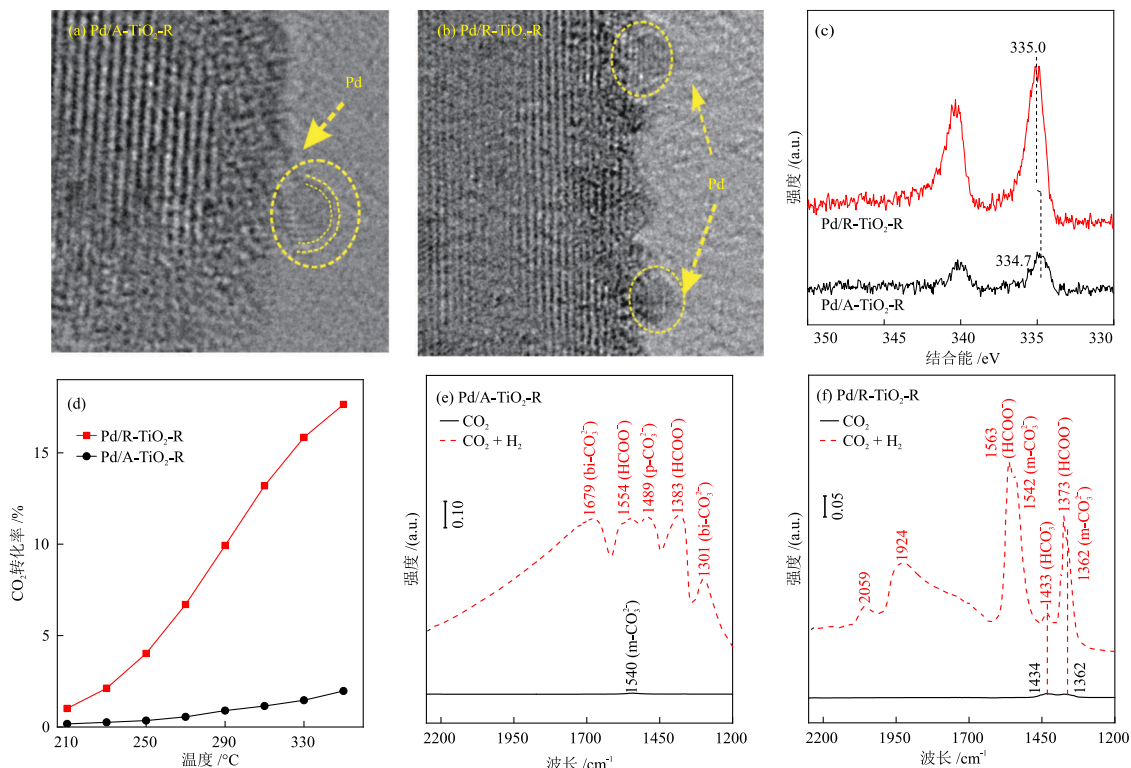 (a) Pd/A-TiO₂-R
Pd
(b) Pd/R-TiO₂-R
Pd
(c)
335.0
强度 /(a.u.)
Pd/R-TiO₂-R
334.7
Pd/A-TiO₂-R
350 345 340 335 330
结合能 /eV
(d)
Pd/R-TiO₂-R
Pd/A-TiO₂-R
CO₂转化率 /%
15
10
5
0
210 250 290 330
温度 /°C
(e) Pd/A-TiO₂-R
CO₂
CO₂ + H₂
0.10
强度 /(a.u.)
1679 (bi-CO₃²⁻)
1554 (HCOO⁻)
1489 (p-CO₃²⁻)
1383 (HCOO⁻)
1301 (bi-CO₃²⁻)
1540 (m-CO₃²⁻)
2200 1950 1700 1450 1200
波长 /cm⁻¹
(f) Pd/R-TiO₂-R
CO₂
CO₂ + H₂
0.05
强度 /(a.u.)
2059
1924
1563 (HCOO⁻)
1542 (m-CO₃²⁻)
1433 (HCO₃⁻)
1373 (HCOO⁻)
1362 (m-CO₃²⁻)
1434
1362
2200 1950 1700 1450 1200
波长 /cm⁻¹